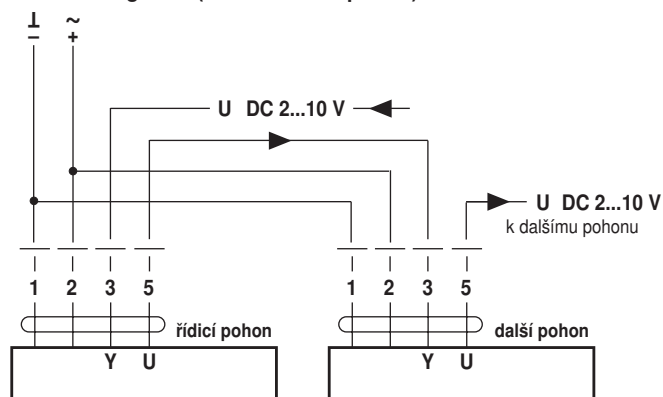 ⊥ ~
– +
U DC 2...10 V
U DC 2...10 V
k dalšímu pohonu
1 2 3 5 1 2 3 5
řídicí pohon další pohon
Y U Y U